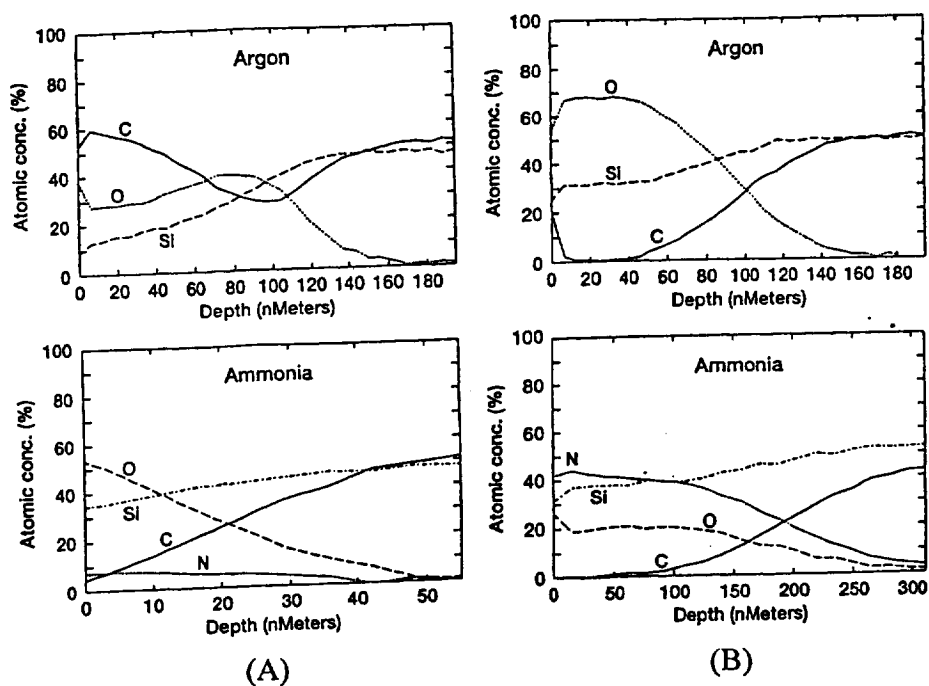 100
80
60
40
20
0
Atomic conc. (%)
Argon
C
O
Si
0 20 40 60 80 100 120 140 160 180
Depth (nMeters)
100
80
60
40
20
0
Atomic conc. (%)
Argon
O
Si
C
0 20 40 60 80 100 120 140 160 180
Depth (nMeters)
100
80
60
40
20
0
Atomic conc. (%)
Ammonia
O
Si
C
N
0 10 20 30 40 50
Depth (nMeters)
(A)
100
80
60
40
20
0
Atomic conc. (%)
Ammonia
N
Si
O
C
0 50 100 150 200 250 300
Depth (nMeters)
(B)